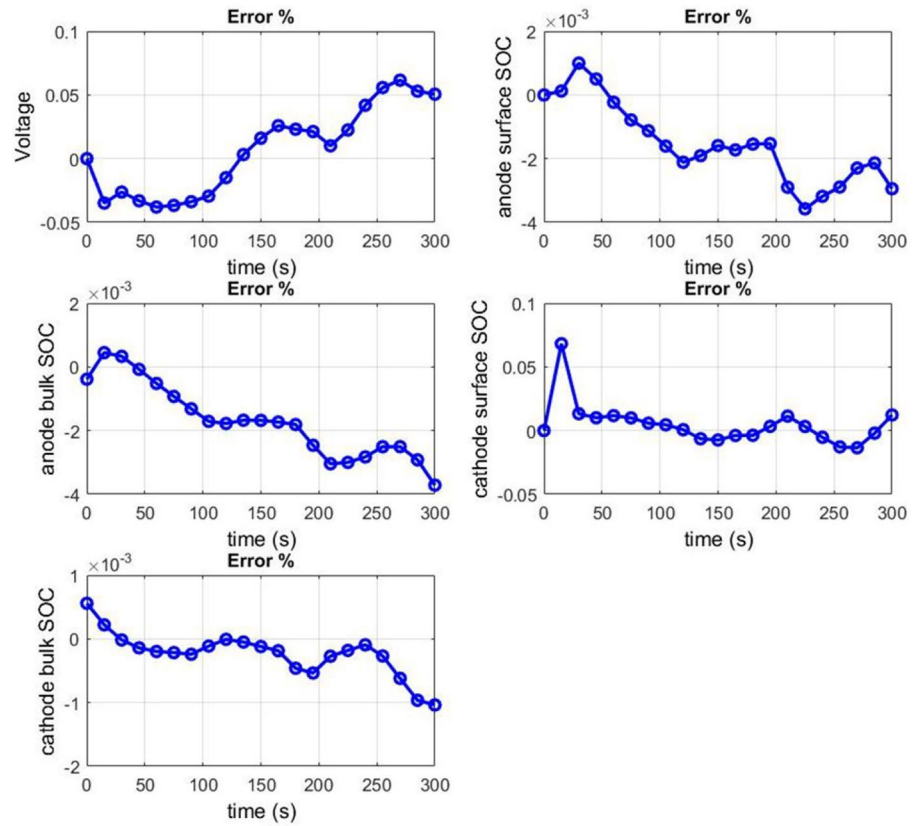 Error %
0.1
0.05
0
-0.05
Voltage
0 50 100 150 200 250 300
time (s)
×10⁻³
Error %
2
0
-2
-4
anode surface SOC
0 50 100 150 200 250 300
time (s)
×10⁻³
Error %
2
0
-2
-4
anode bulk SOC
0 50 100 150 200 250 300
time (s)
Error %
0.1
0.05
0
-0.05
cathode surface SOC
0 50 100 150 200 250 300
time (s)
×10⁻³
Error %
1
0
-1
-2
cathode bulk SOC
0 50 100 150 200 250 300
time (s)